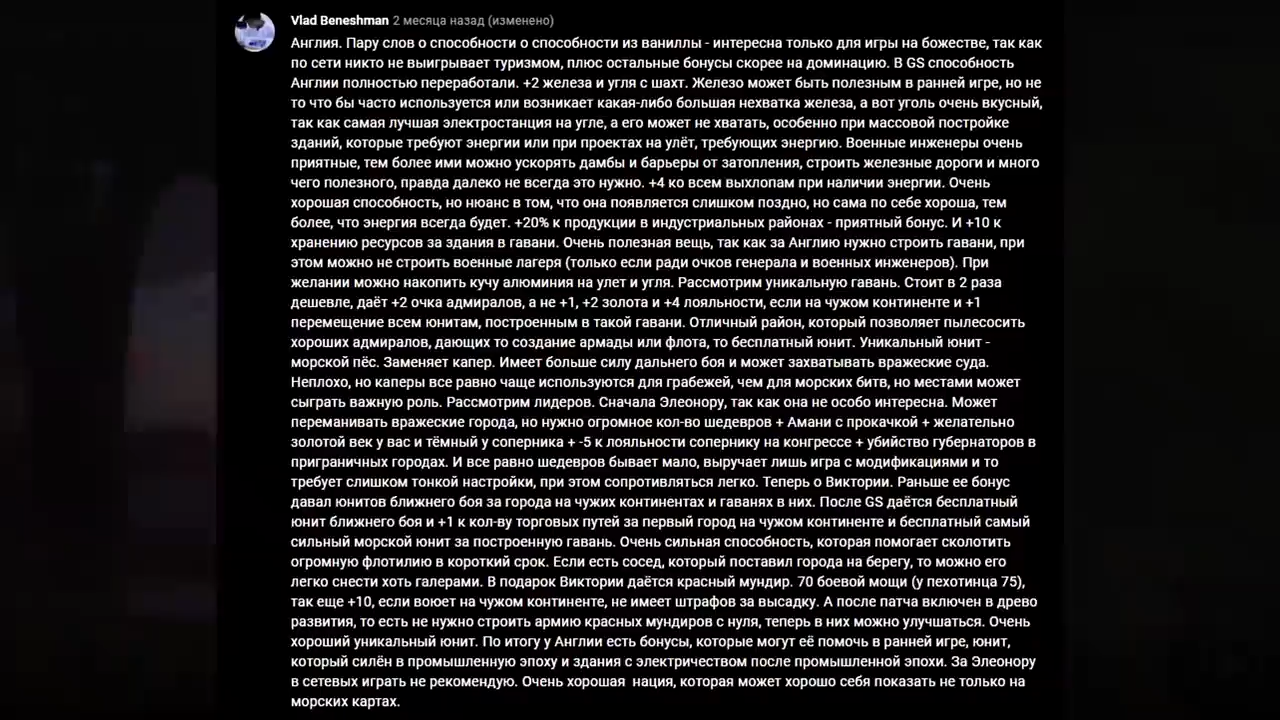 Vlad Beneshman 2 месяца назад (изменено)
Англия. Пару слов о способности о способности из ваниллы - интересна только для игры на божестве, так как
по сети никто не выигрывает туризмом, плюс остальные бонусы скорее на доминацию. В GS способность
Англии полностью переработали. +2 железа и угля с шахт. Железо может быть полезным в ранней игре, но не
то что бы часто используется или возникает какая-либо большая нехватка железа, а вот уголь очень вкусный,
так как самая лучшая электростанция на угле, а его может не хватать, особенно при массовой постройке
зданий, которые требуют энергии или при проектах на улёт, требующих энергию. Военные инженеры очень
приятные, тем более ими можно ускорять дамбы и барьеры от затопления, строить железные дороги и много
чего полезного, правда далеко не всегда это нужно. +4 ко всем выхлопам при наличии энергии. Очень
хорошая способность, но нюанс в том, что она появляется слишком поздно, но сама по себе хороша, тем
более, что энергия всегда будет. +20% к продукции в индустриальных районах - приятный бонус. И +10 к
хранению ресурсов за здания в гавани. Очень полезная вещь, так как за Англию нужно строить гавани, при
этом можно не строить военные лагеря (только если ради очков генерала и военных инженеров). При
желании можно накопить кучу алюминия на улет и угля. Рассмотрим уникальную гавань. Стоит в 2 раза
дешевле, даёт +2 очка адмиралов, а не +1, +2 золота и +4 лояльности, если на чужом континенте и +1
перемещение всем юнитам, построенным в такой гавани. Отличный район, который позволяет пылесосить
хороших адмиралов, дающих то создание армады или флота, то бесплатный юнит. Уникальный юнит -
морской пёс. Заменяет капер. Имеет больше силу дальнего боя и может захватывать вражеские суда.
Неплохо, но каперы все равно чаще используются для грабежей, чем для морских битв, но местами может
сыграть важную роль. Рассмотрим лидеров. Сначала Элеонору, так как она не особо интересна. Может
переманивать вражеские города, но нужно огромное кол-во шедевров + Амани с прокачкой + желательно
золотой век у вас и тёмный у соперника + -5 к лояльности сопернику на конгрессе + убийство губернаторов в
приграничных городах. И все равно шедевров бывает мало, выручает лишь игра с модификациями и то
требует слишком тонкой настройки, при этом сопротивляться легко. Теперь о Виктории. Раньше ее бонус
давал юнитов ближнего боя за города на чужих континентах и гаванях в них. После GS даётся бесплатный
юнит ближнего боя и +1 к кол-ву торговых путей за первый город на чужом континенте и бесплатный самый
сильный морской юнит за построенную гавань. Очень сильная способность, которая помогает сколотить
огромную флотилию в короткий срок. Если есть сосед, который поставил города на берегу, то можно его
легко снести хоть галерами. В подарок Виктории даётся красный мундир. 70 боевой мощи (у пехотинца 75),
так еще +10, если воюет на чужом континенте, не имеет штрафов за высадку. А после патча включен в древо
развития, то есть не нужно строить армию красных мундиров с нуля, теперь в них можно улучшаться. Очень
хороший уникальный юнит. По итогу у Англии есть бонусы, которые могут её помочь в ранней игре, юнит,
который силён в промышленную эпоху и здания с электричеством после промышленной эпохи. За Элеонору
в сетевых играть не рекомендую. Очень хорошая нация, которая может хорошо себя показать не только на
морских картах.